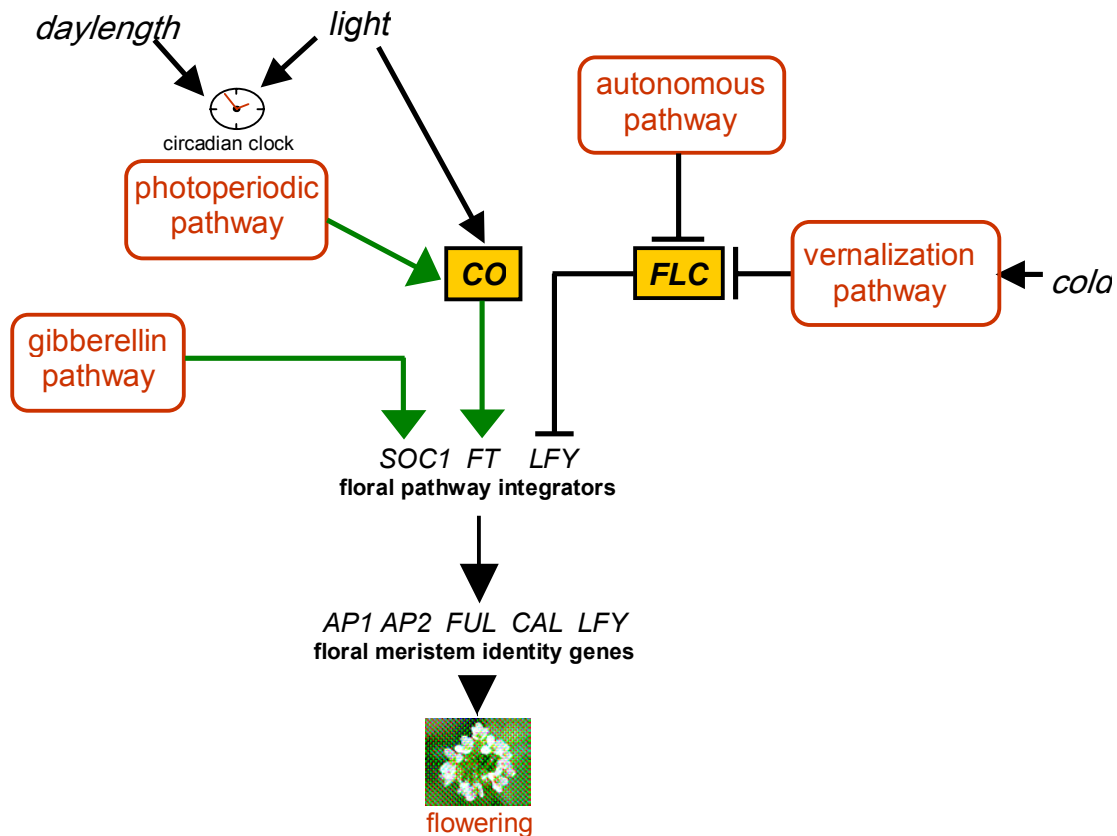 daylength
light
circadian clock
photoperiodic
pathway
autonomous
pathway
CO
FLC
vernalization
pathway
cold
gibberellin
pathway
SOC1 FT LFY
floral pathway integrators
AP1 AP2 FUL CAL LFY
floral meristem identity genes
flowering